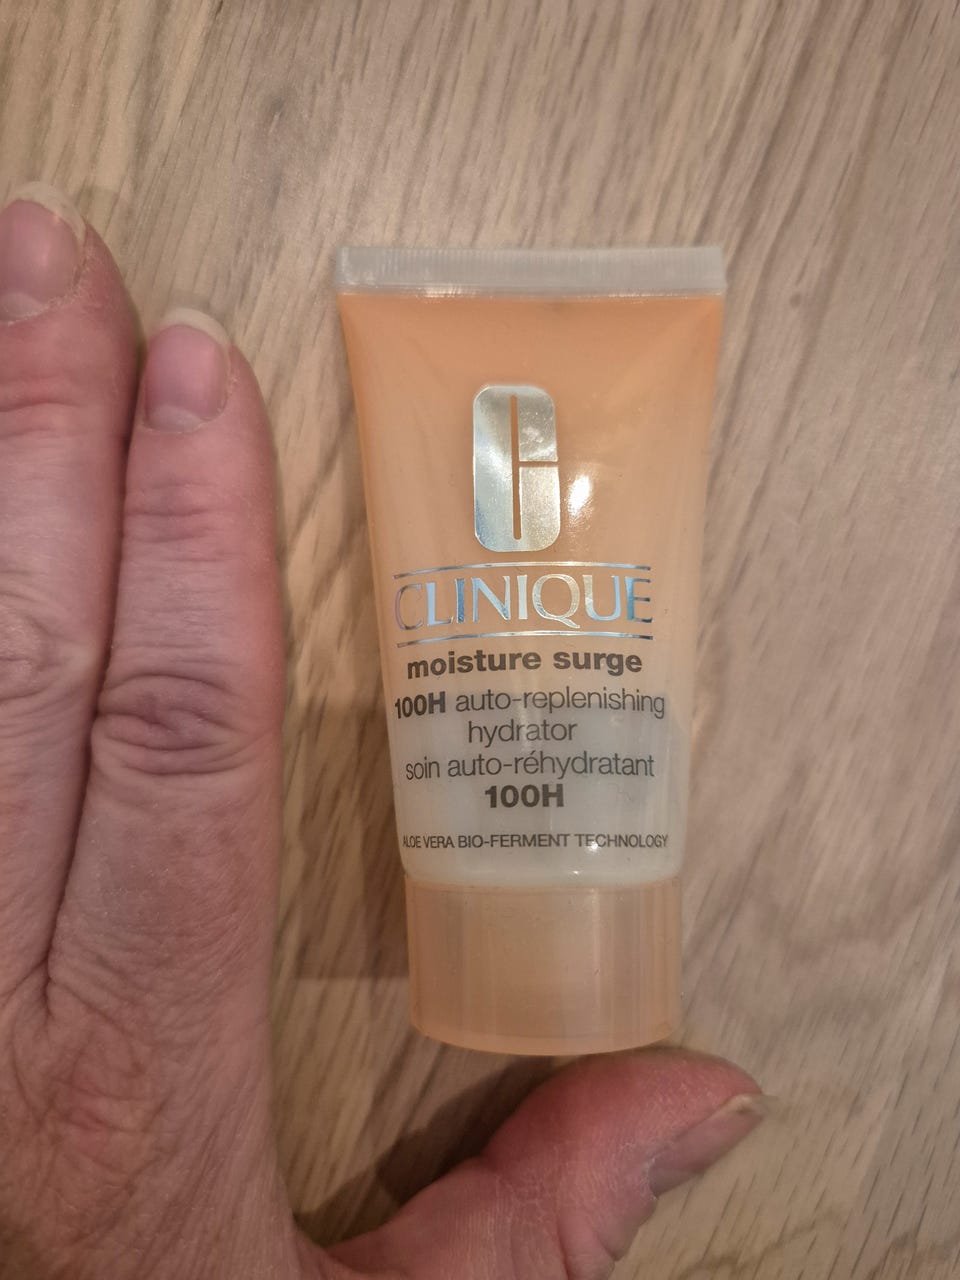 CLINIQUE
moisture surge
100H auto-replenishing
hydrator
soin auto-réhydratant
100H
ALOE VERA BIO-FERMENT TECHNOLOGY